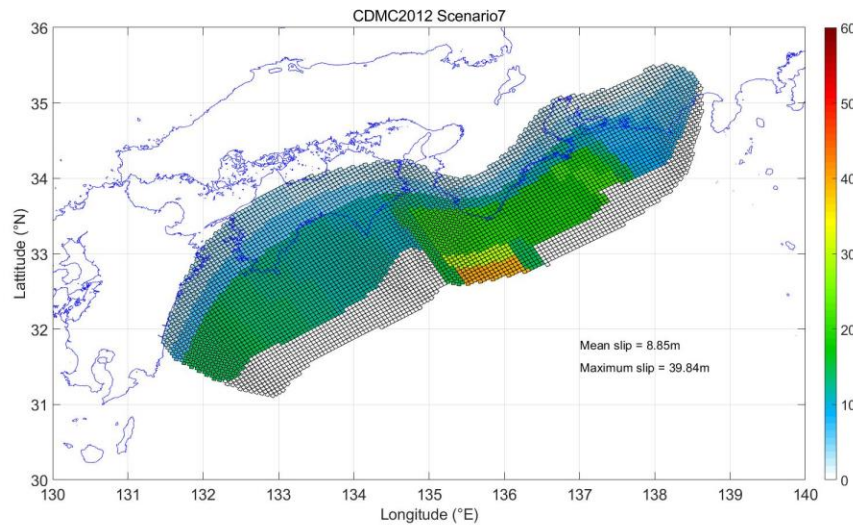 CDMC2012 Scenario7
36
35
34
33
32
31
30
Lattitude (°N)
130 131 132 133 134 135 136 137 138 139 140
Longitude (°E)
Mean slip = 8.85m
Maximum slip = 39.84m
60
50
40
30
20
10
0